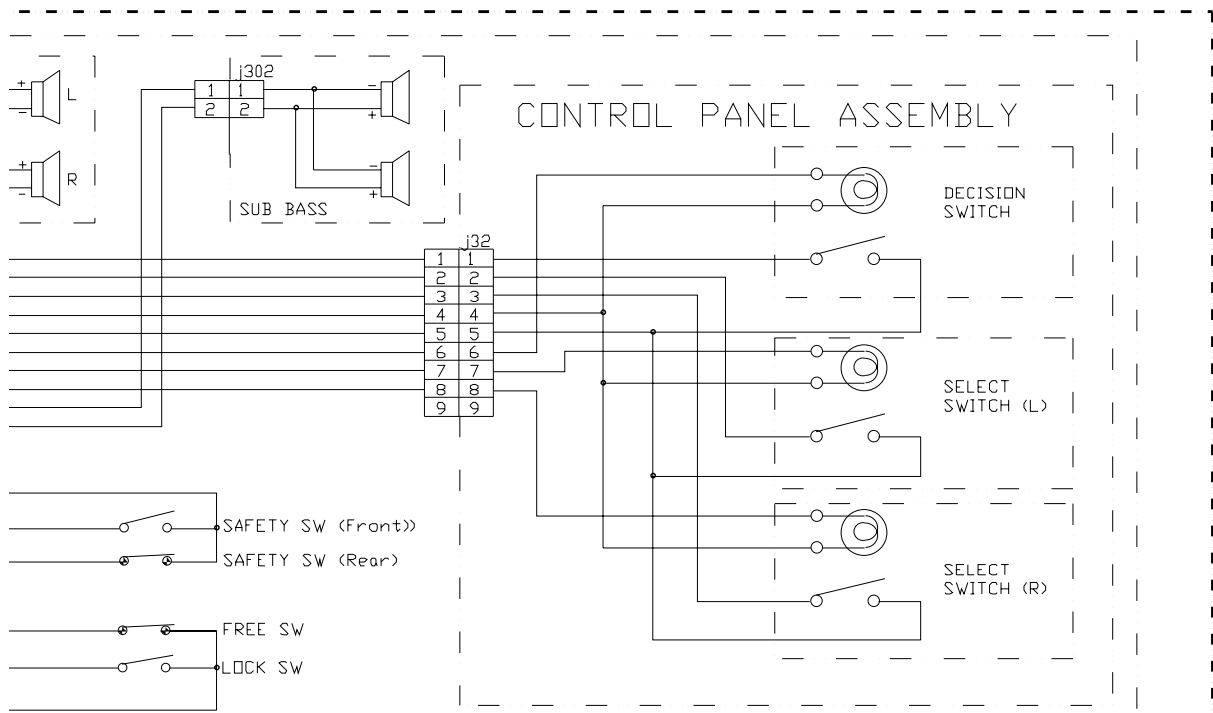 j302
1 1
2 2
+
-
L
+
-
R
-
+
-
+
SUB BASS
CONTROL PANEL ASSEMBLY
DECISION
SWITCH
j32
1 1
2 2
3 3
4 4
5 5
6 6
7 7
8 8
9 9
SELECT
SWITCH (L)
SELECT
SWITCH (R)
SAFETY SW (Front))
SAFETY SW (Rear)
FREE SW
LOCK SW